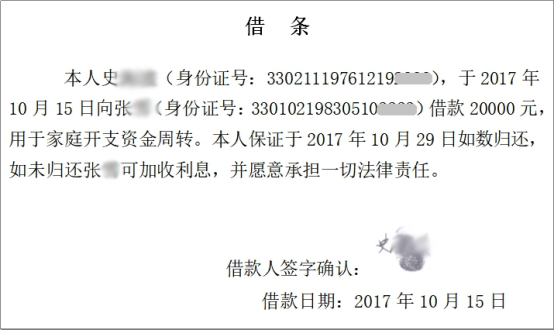 借 条
本人史（身份证号：330211197612192），于 2017 年
10 月 15 日向张（身份证号：330102198305102）借款 20000 元，
用于家庭开支资金周转。本人保证于 2017 年 10 月 29 日如数归还，
如未归还张可加收利息，并愿意承担一切法律责任。
史
借款人签字确认：
借款日期：2017 年 10 月 15 日